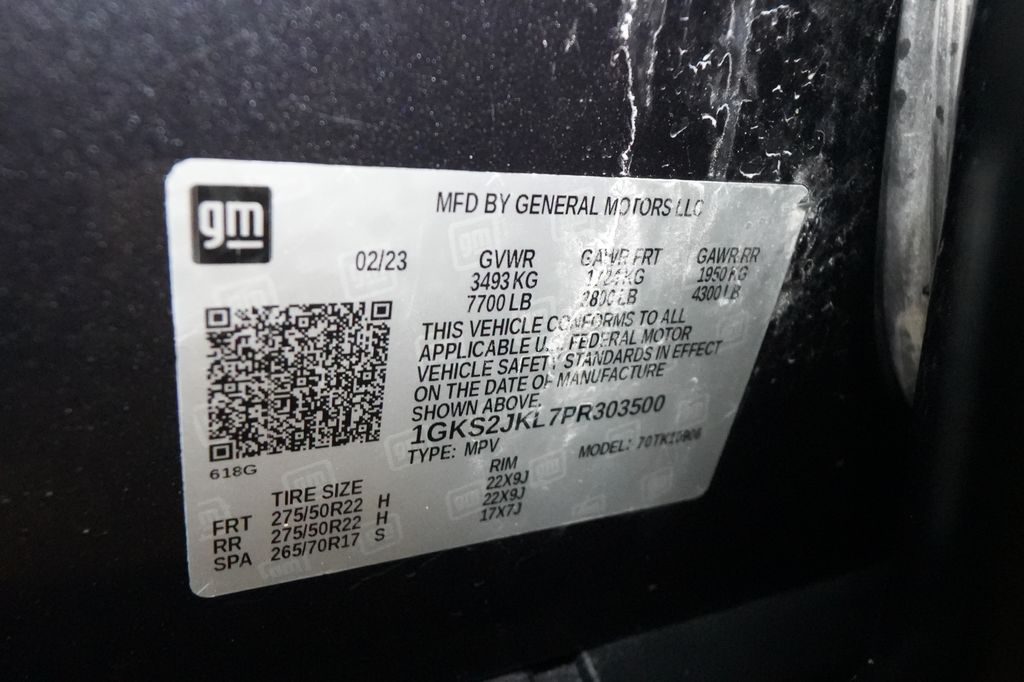 gm
MFD BY GENERAL MOTORS LLC
02/23 GVWR GAWR FRT GAWR RR
3493 KG KG 1950 KG
7700 LB LB 4300 LB
THIS VEHICLE CONFORMS TO ALL
APPLICABLE U.S. FEDERAL MOTOR
VEHICLE SAFETY STANDARDS IN EFFECT
ON THE DATE OF MANUFACTURE
SHOWN ABOVE.
1GKS2JKL7PR303500
TYPE: MPV MODEL:
618G
TIRE SIZE RIM
FRT 275/50R22 H 22X9J
RR 275/50R22 H 22X9J
SPA 265/70R17 S 17X7J